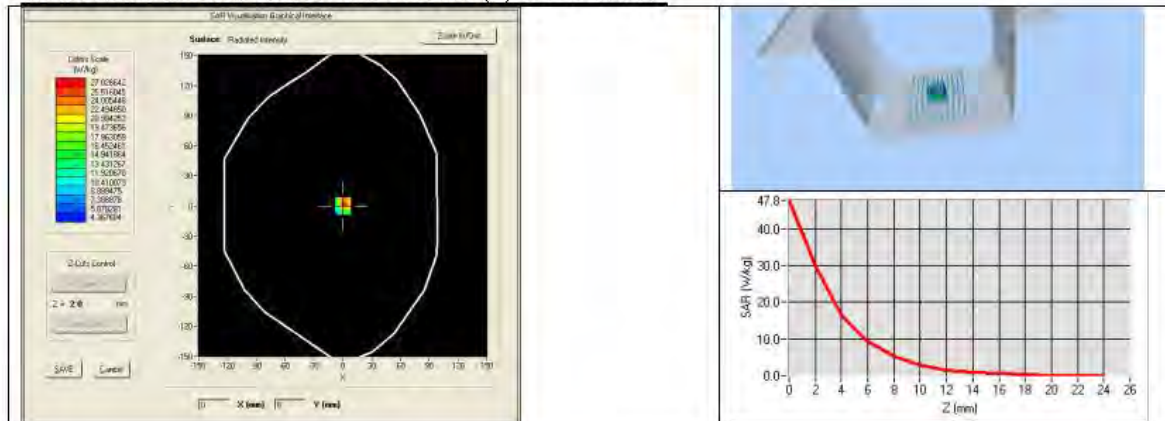 SAR Visualisation Graphical Interface
Surface Radiated Intensity
Zoom In/Out
Colors Scale
(W/kg)
27.026642
25.516045
24.005448
22.494850
20.984253
19.473656
17.963059
16.452461
14.941864
13.431267
11.920670
10.410073
8.899475
7.388878
5.878281
4.367684
150
120
90
60
30
0
-30
-60
-90
-120
-150
-150 -120 -90 -60 -30 0 30 60 90 120 150
X
Z-Cuts Control
Z = 2.0 mm
SAVE
Cancel
0 X (mm) 0 Y (mm)
47.8
40.0
30.0
20.0
10.0
0.0
SAR (W/kg)
0 2 4 6 8 10 12 14 16 18 20 22 24 26
Z (mm)